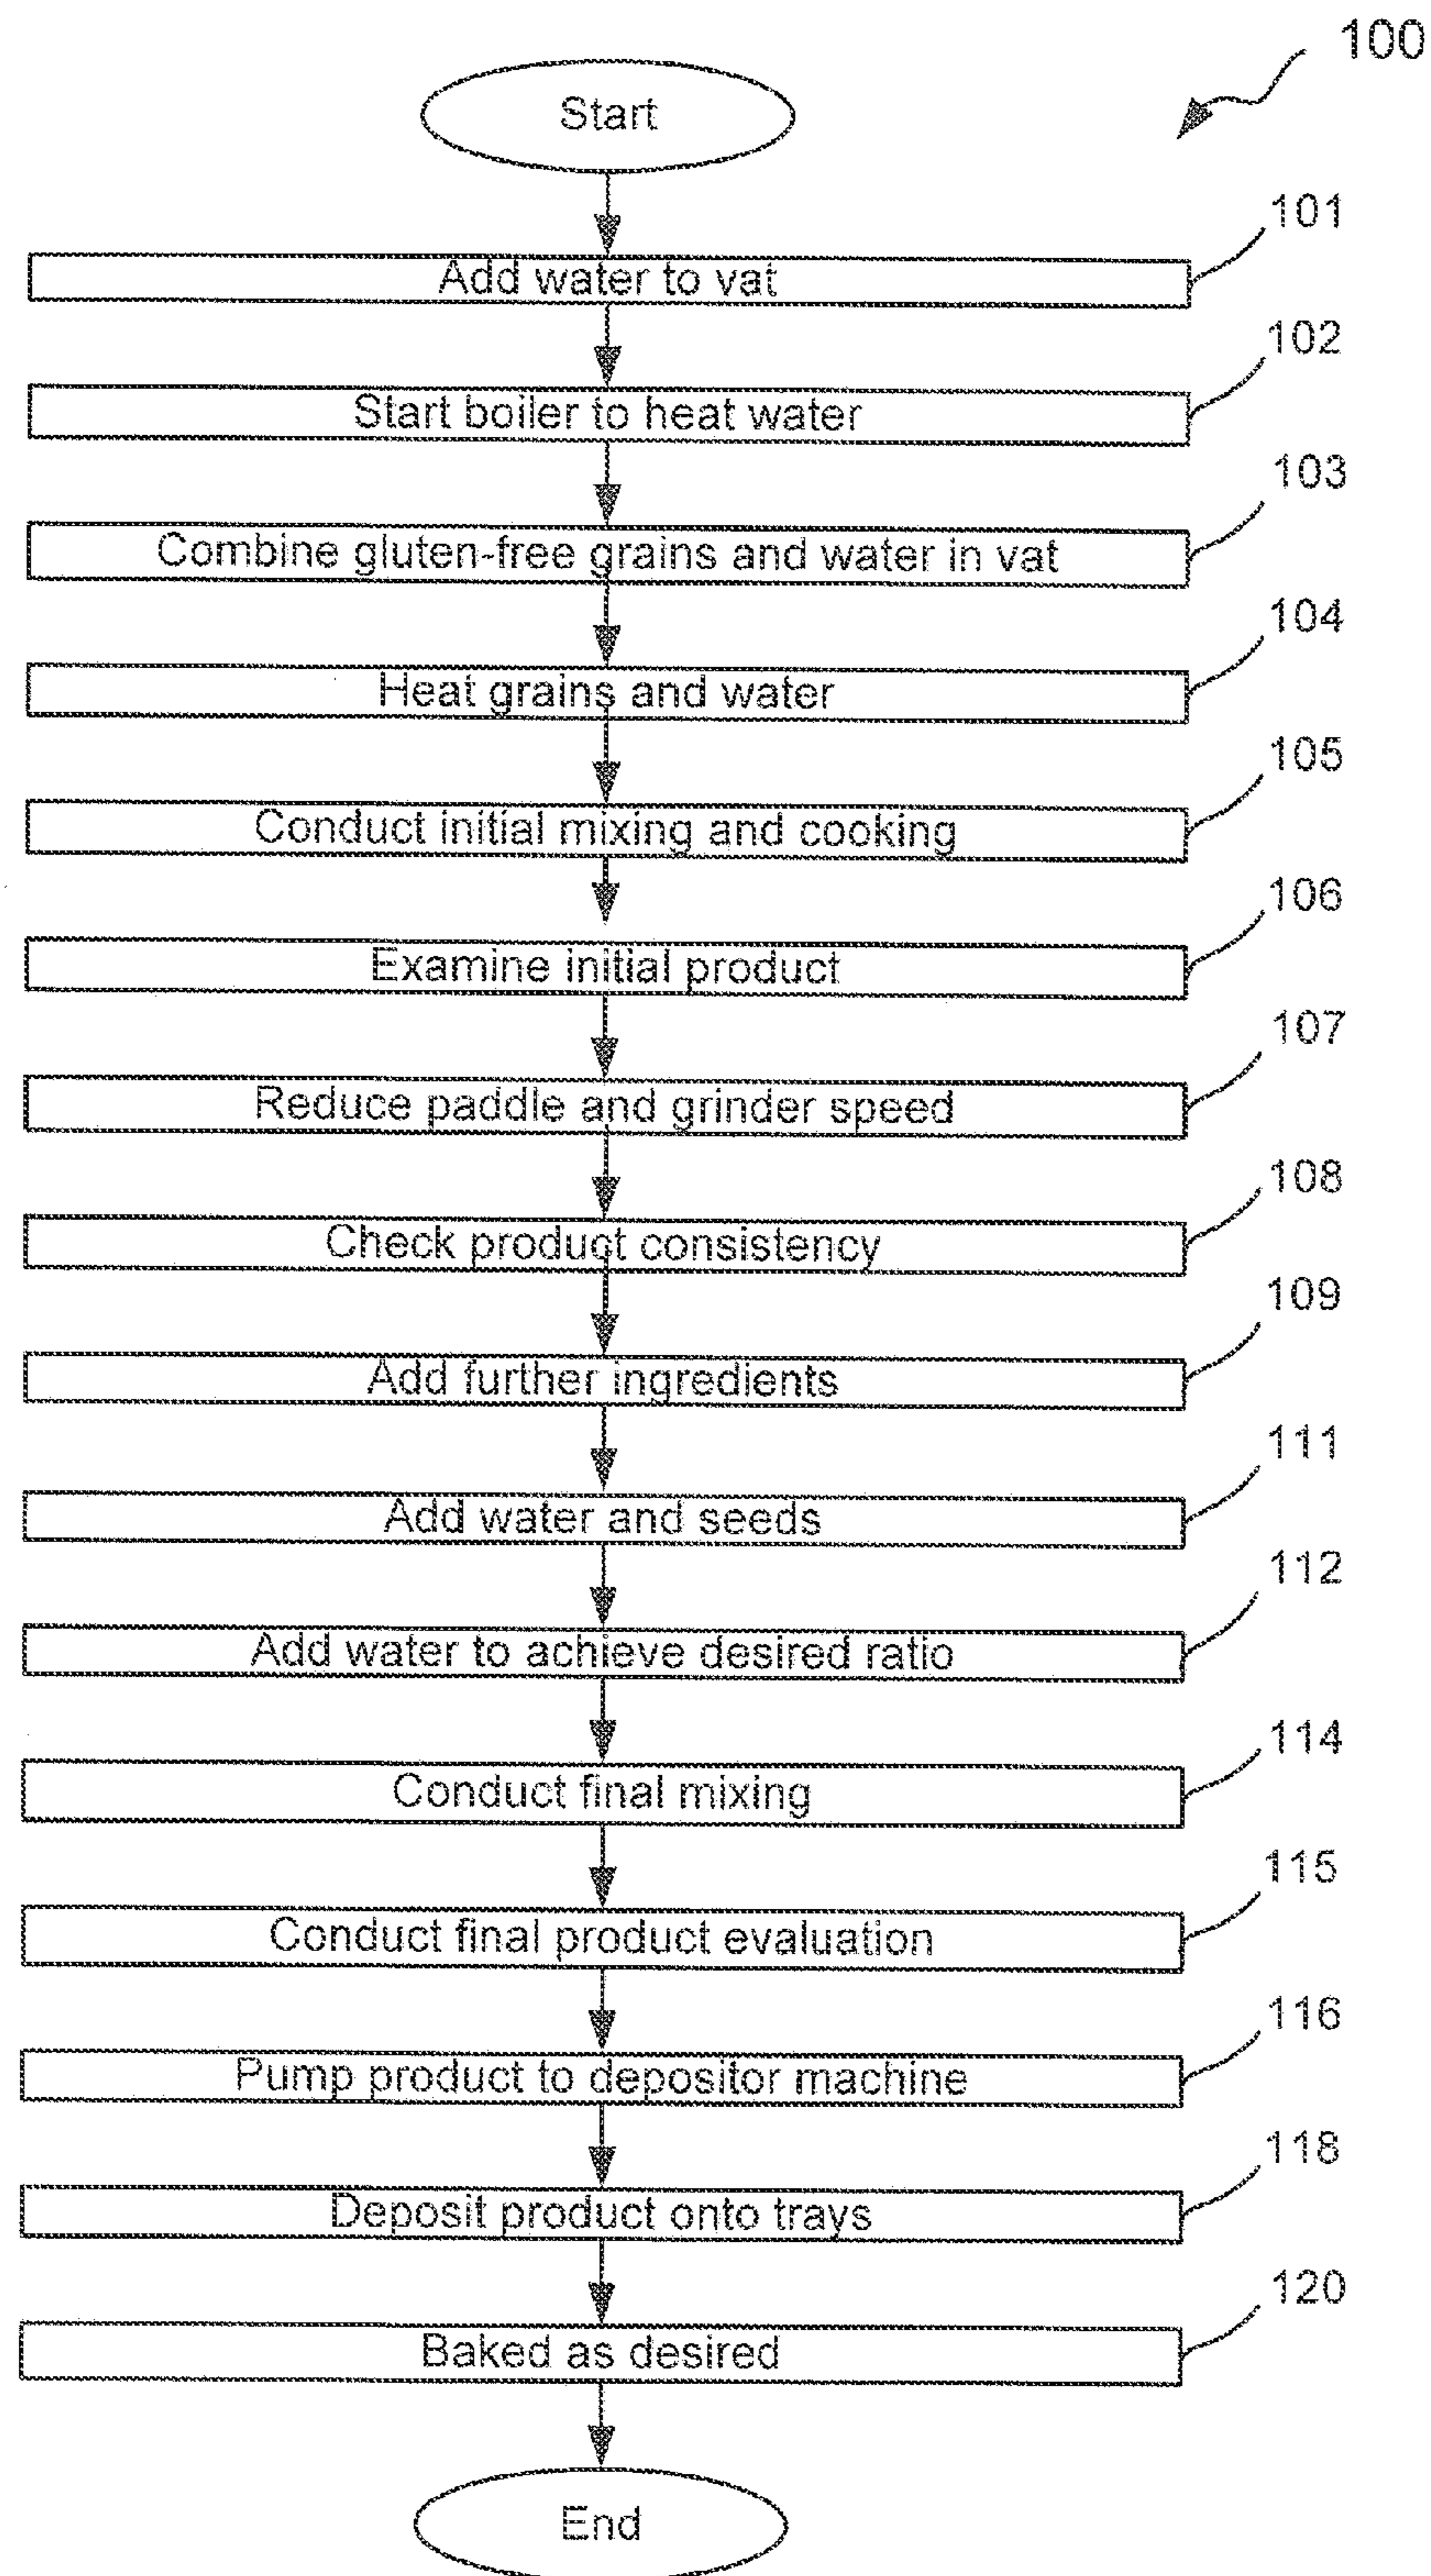 100
Start
101
Add water to vat
102
Start boiler to heat water
103
Combine gluten-free grains and water in vat
104
Heat grains and water
105
Conduct initial mixing and cooking
106
Examine initial product
107
Reduce paddle and grinder speed
108
Check product consistency
109
Add further ingredients
111
Add water and seeds
112
Add water to achieve desired ratio
114
Conduct final mixing
115
Conduct final product evaluation
116
Pump product to depositor machine
118
Deposit product onto trays
120
Baked as desired
End